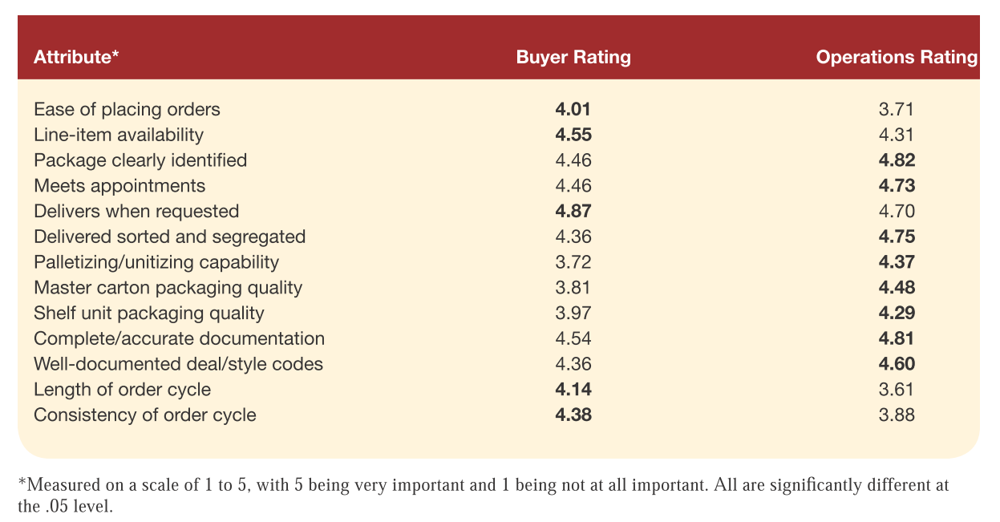 Attribute* Buyer Rating Operations Rating
Ease of placing orders 4.01 3.71
Line-item availability 4.55 4.31
Package clearly identified 4.46 4.82
Meets appointments 4.46 4.73
Delivers when requested 4.87 4.70
Delivered sorted and segregated 4.36 4.75
Palletizing/unitizing capability 3.72 4.37
Master carton packaging quality 3.81 4.48
Shelf unit packaging quality 3.97 4.29
Complete/accurate documentation 4.54 4.81
Well-documented deal/style codes 4.36 4.60
Length of order cycle 4.14 3.61
Consistency of order cycle 4.38 3.88
*Measured on a scale of 1 to 5, with 5 being very important and 1 being not at all important. All are significantly different at
the .05 level.